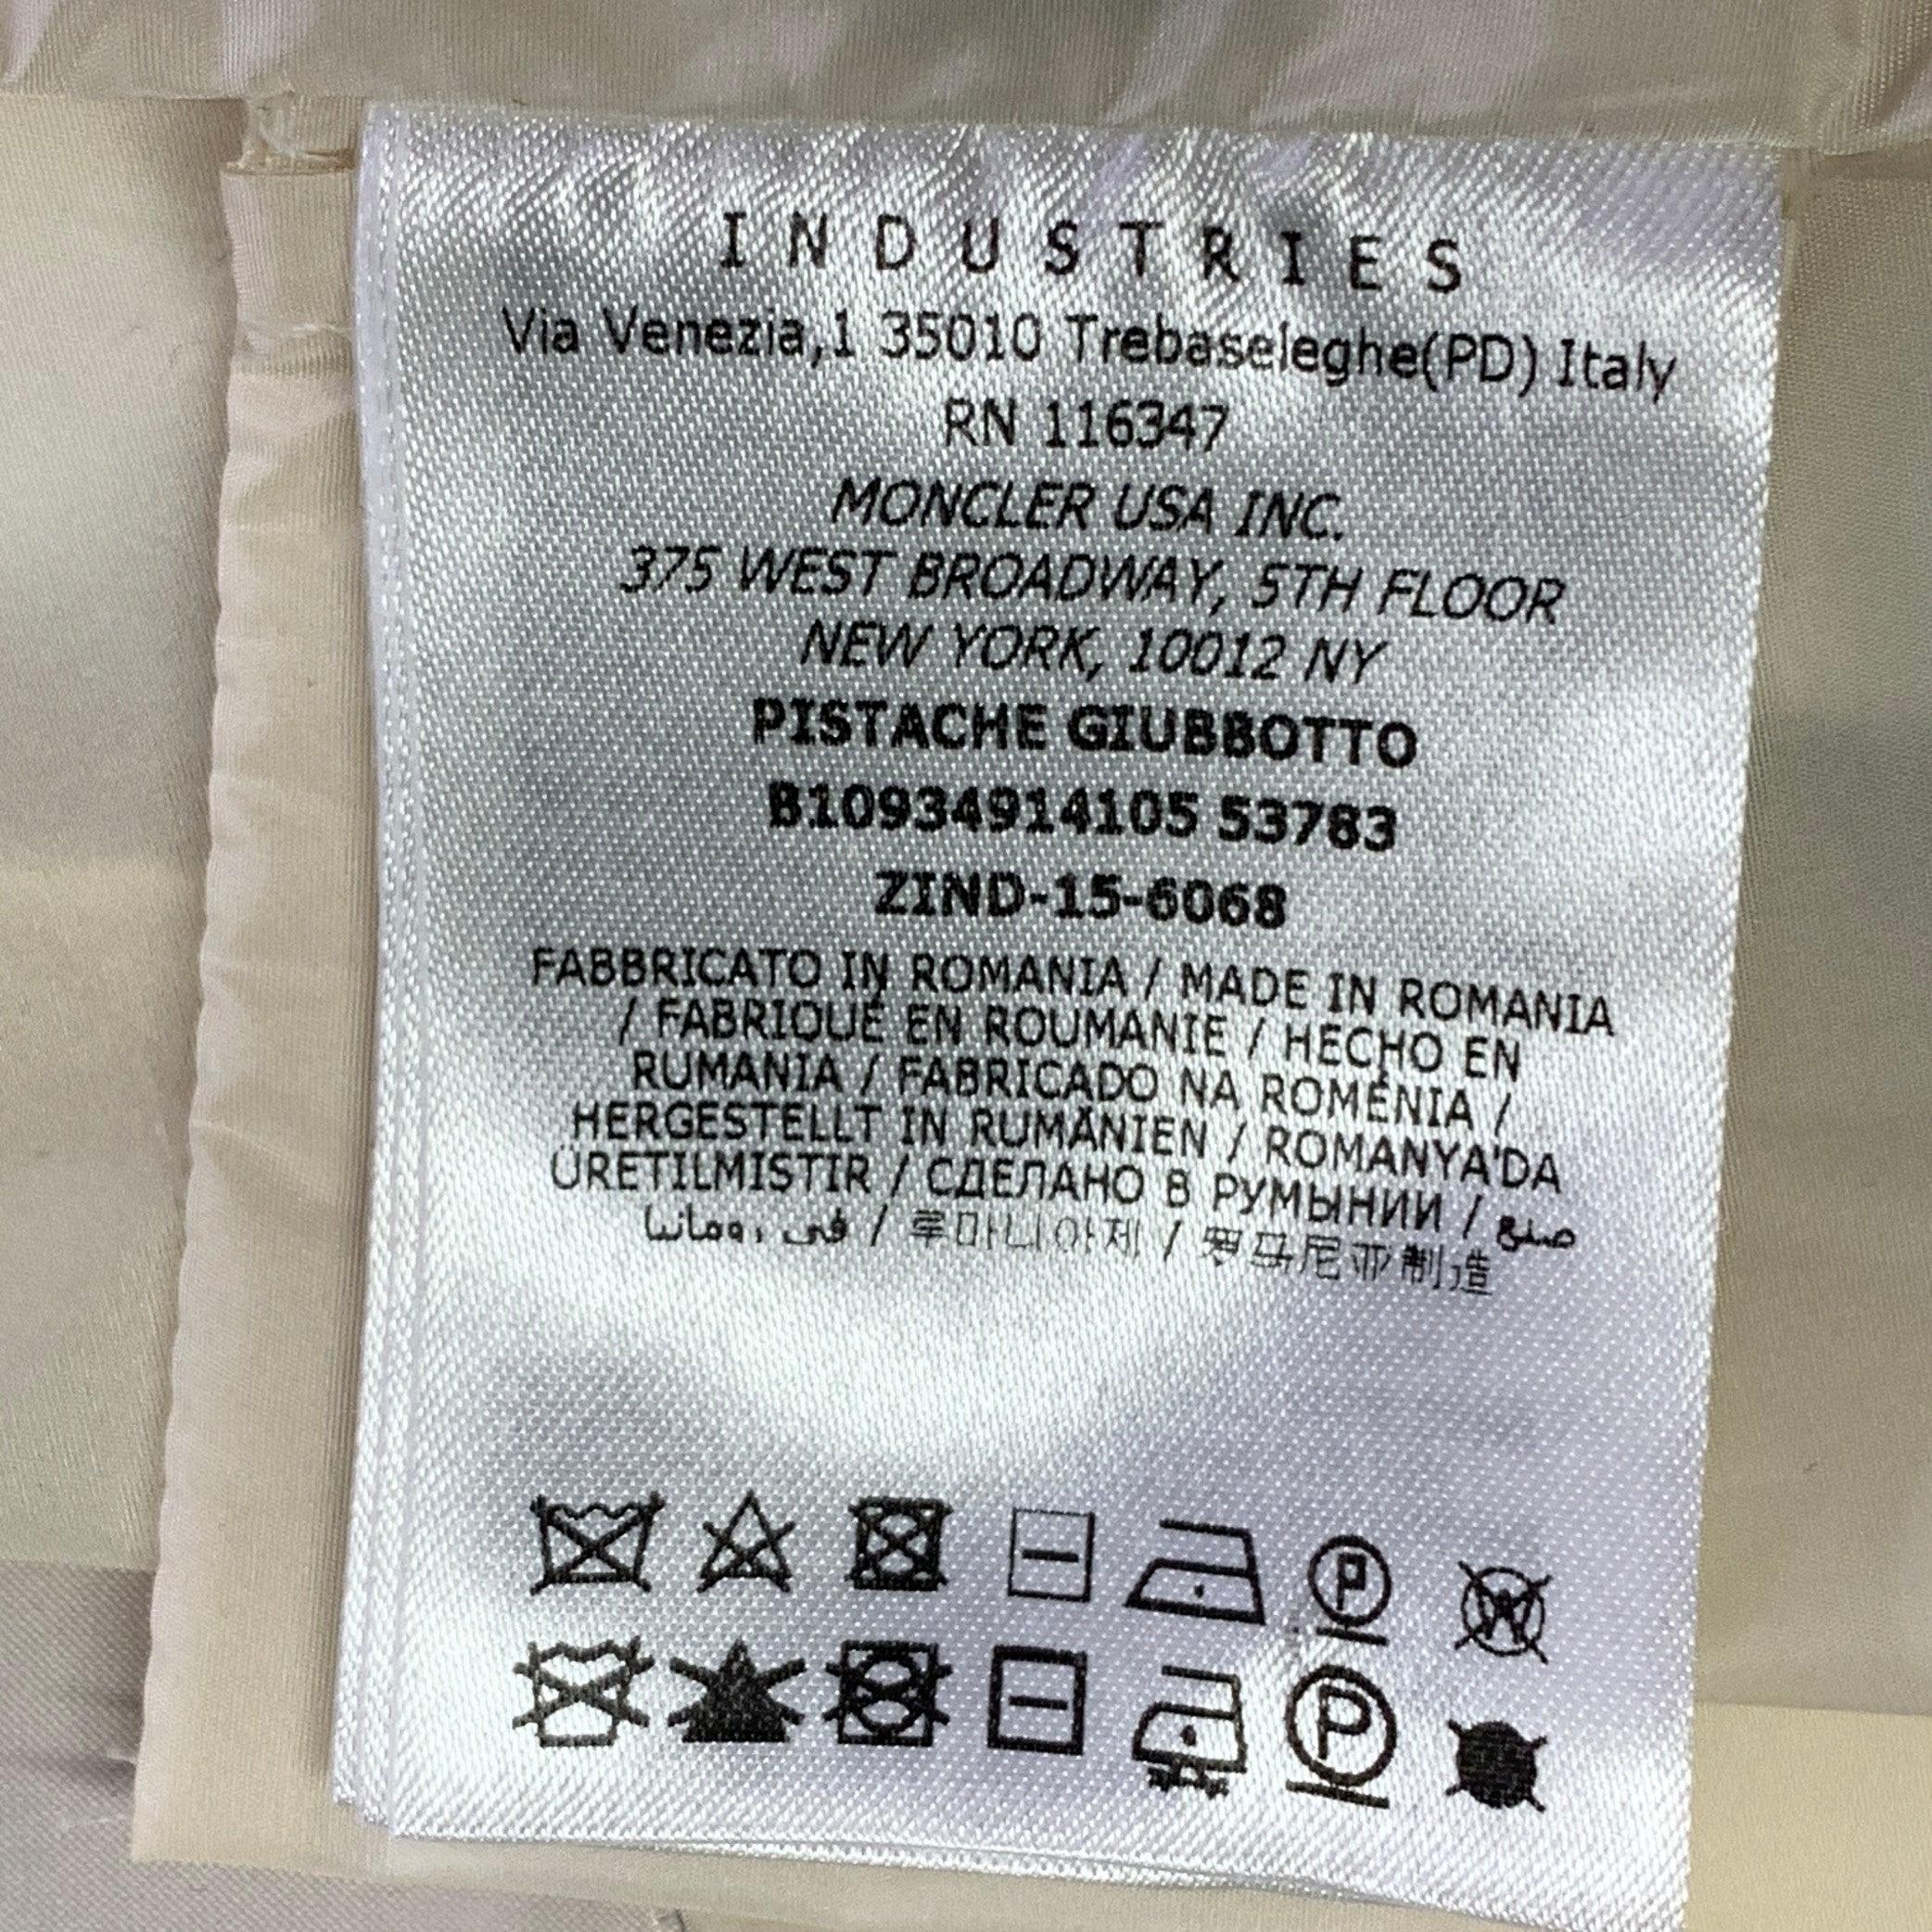 INDUSTRIES
Via Venezia,1 35010 Trebaseleghe(PD) Italy
RN 116347
MONCLER USA INC.
375 WEST BROADWAY, 5TH FLOOR
NEW YORK, 10012 NY
PISTACHE GIUBBOTTO
B10934914105 53783
ZIND-15-6068
FABBRICATO IN ROMANIA / MADE IN ROMANIA
/ FABRIQUÉ EN ROUMANIE / HECHO EN
RUMANIA / FABRICADO NA ROMÉNIA /
HERGESTELLT IN RUMÄNIEN / ROMANYA'DA
ÜRETILMISTIR / СДЕЛАНО В РУМЫНИИ / صنع
في رومانيا / 루마니아제 / 罗马尼亚制造
P W
P